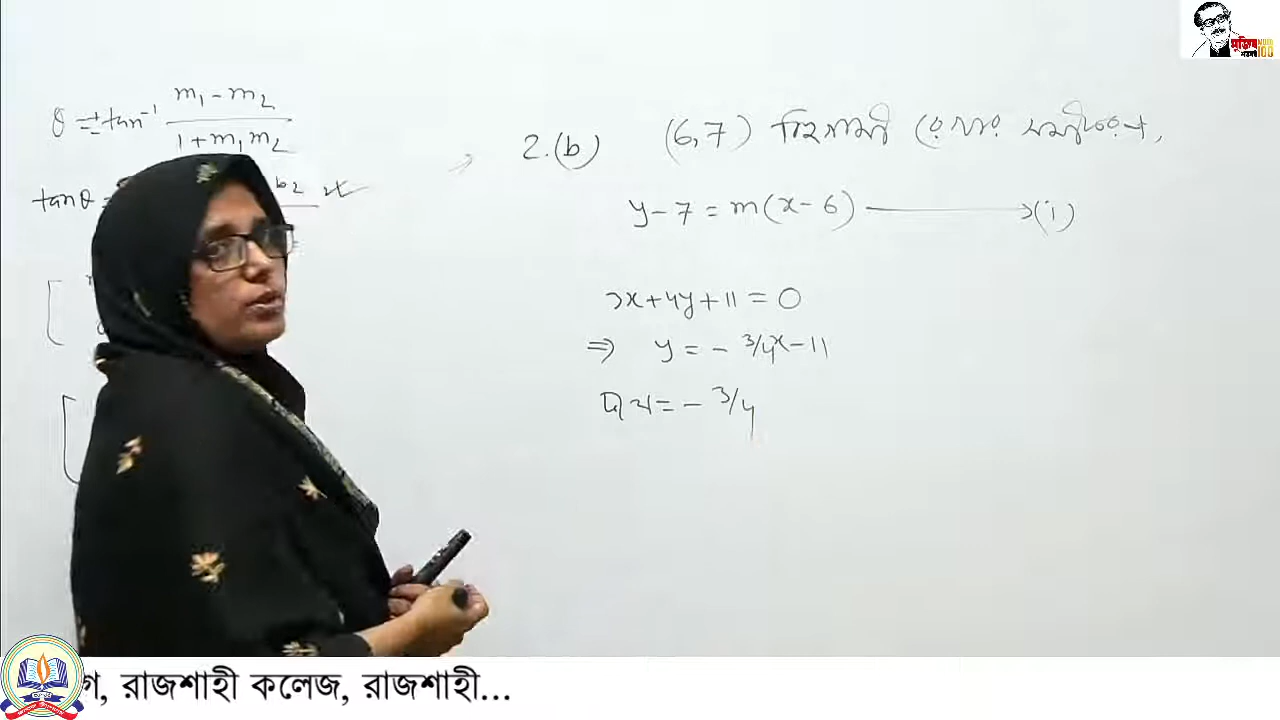 θ = ± tan⁻¹ (m₁ - m₂)/(1 + m₁m₂)
tanθ =
2.(b) (6,7) বিন্দুগামী রেখার সমীকরণ,
y - 7 = m(x - 6) → (i)
3x + 4y + 11 = 0
⇒ y = - 3/4x - 11
ঢাল = - 3/4
গ, রাজশাহী কলেজ, রাজশাহী...